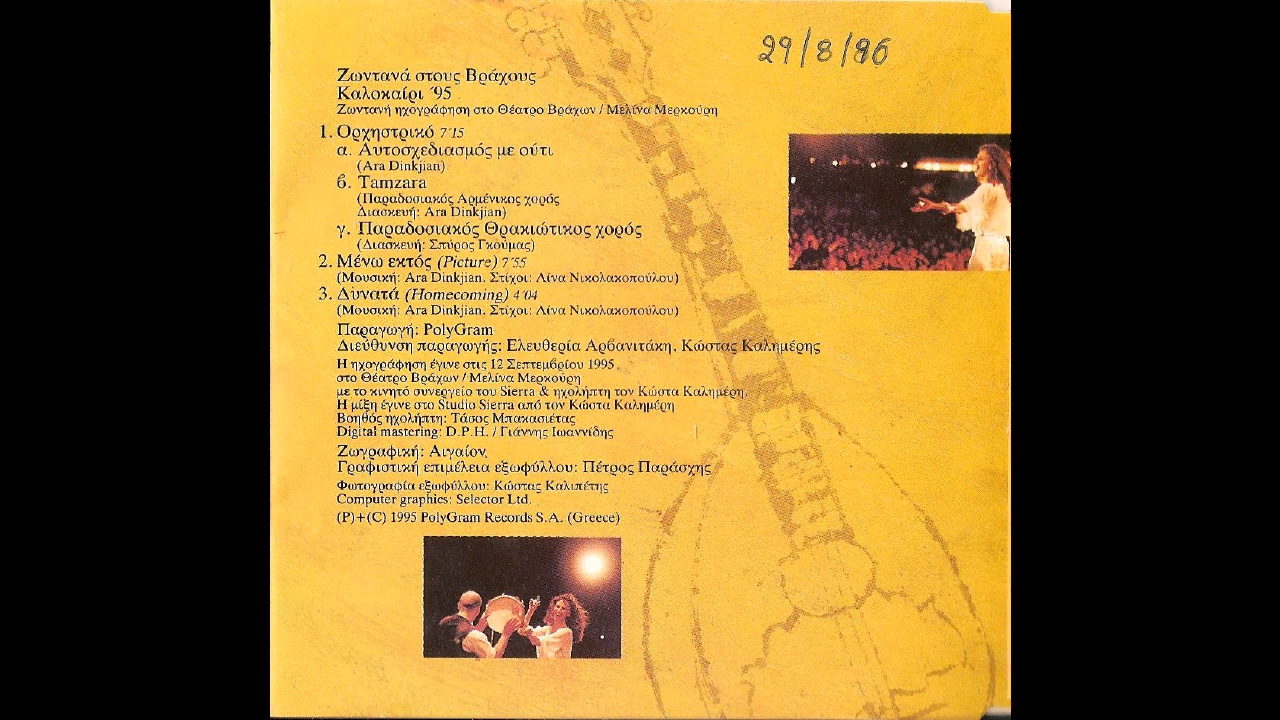 29/8/96
Ζωντανά στους Βράχους
Καλοκαίρι '95
Ζωντανή ηχογράφηση στο Θέατρο Βράχων / Μελίνα Μερκούρη
1. Ορχηστρικό 7'15
α. Αυτοσχεδιασμός με ούτι
(Ara Dinkjian)
β. Tamzara
(Παραδοσιακός Αρμένικος χορός
Διασκευή: Ara Dinkjian)
γ. Παραδοσιακός Θρακιώτικος χορός
(Διασκευή: Σπύρος Γκούμας)
2. Μένω εκτός (Picture) 7'55
(Μουσική: Ara Dinkjian. Στίχοι: Λίνα Νικολακοπούλου)
3. Δυνατά (Homecoming) 4'04
(Μουσική: Ara Dinkjian. Στίχοι: Λίνα Νικολακοπούλου)
Παραγωγή: PolyGram
Διεύθυνση παραγωγής: Ελευθερία Αρβανιτάκη, Κώστας Καλημέρης
Η ηχογράφηση έγινε στις 12 Σεπτεμβρίου 1995
στο Θέατρο Βράχων / Μελίνα Μερκούρη
με το κινητό συνεργείο του Sierra & ηχολήπτη τον Κώστα Καλημέρη.
Η μίξη έγινε στο Studio Sierra από τον Κώστα Καλημέρη
Βοηθός ηχολήπτη: Τάσος Μπακασιέτας
Digital mastering: D.P.H. / Γιάννης Ιωαννίδης
Ζωγραφική: Αιγαίον
Γραφιστική επιμέλεια εξωφύλλου: Πέτρος Παράσχης
Φωτογραφία εξωφύλλου: Κώστας Καλιπέτης
Computer graphics: Selector Ltd.
(P)+(C) 1995 PolyGram Records S.A. (Greece)